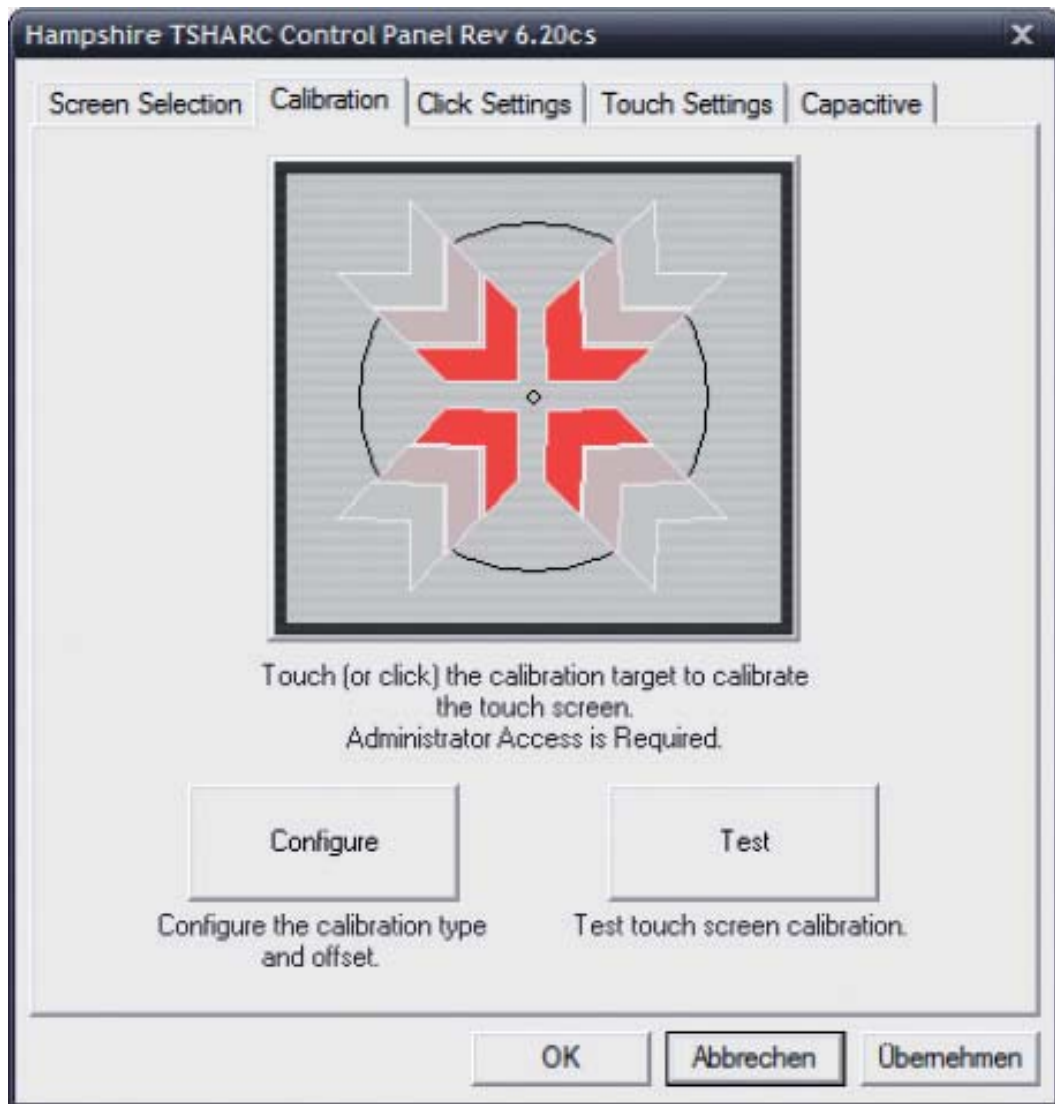 Hampshire TSHARC Control Panel Rev 6.20cs
Screen Selection Calibration Click Settings Touch Settings Capacitive
Touch (or click) the calibration target to calibrate
the touch screen.
Administrator Access is Required.
Configure
Test
Configure the calibration type
and offset.
Test touch screen calibration.
OK Abbrechen Übernehmen